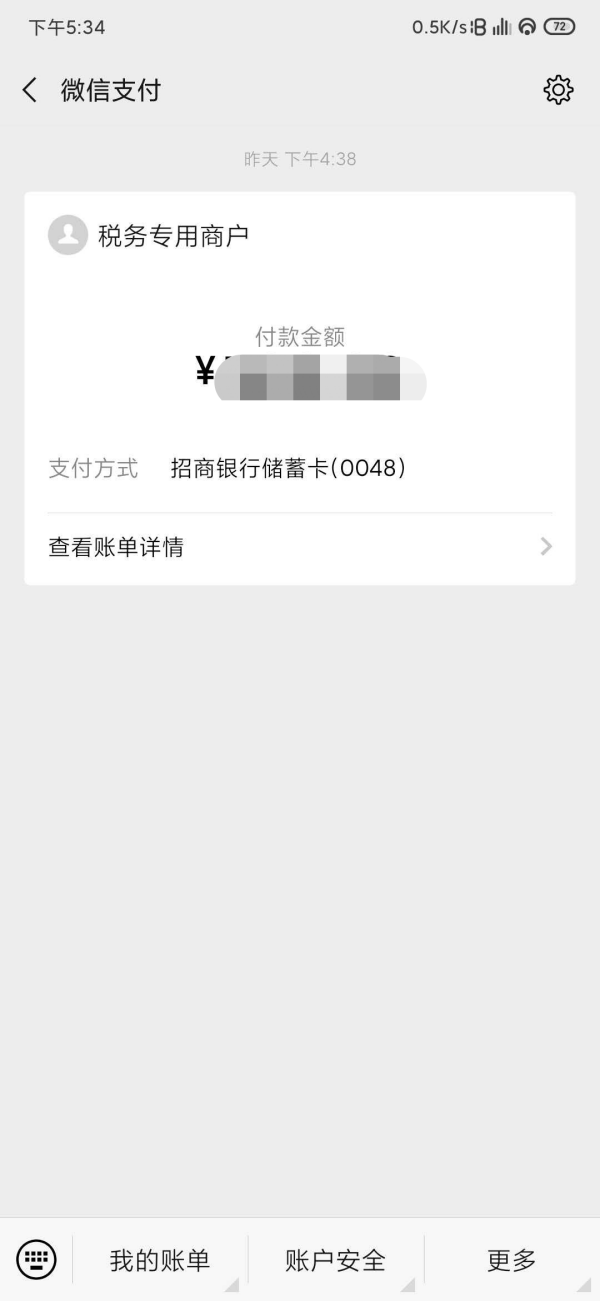 下午5:34
0.5K/s
72
微信支付
昨天 下午4:38
税务专用商户
付款金额
¥
支付方式 招商银行储蓄卡(0048)
查看账单详情
我的账单 账户安全 更多